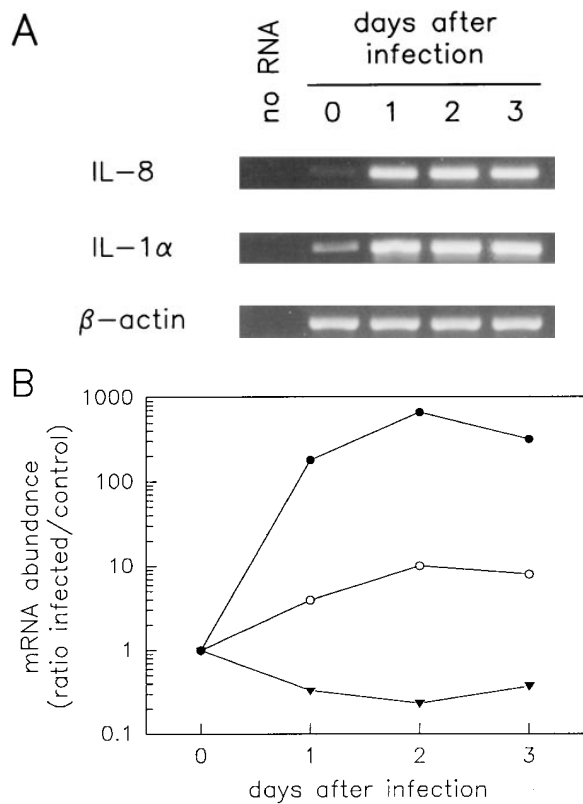 A
no RNA
days after
infection
0 1 2 3
IL-8
IL-1α
β-actin
B
mRNA abundance
(ratio infected/control)
1000
100
10
1
0.1
0 1 2 3
days after infection